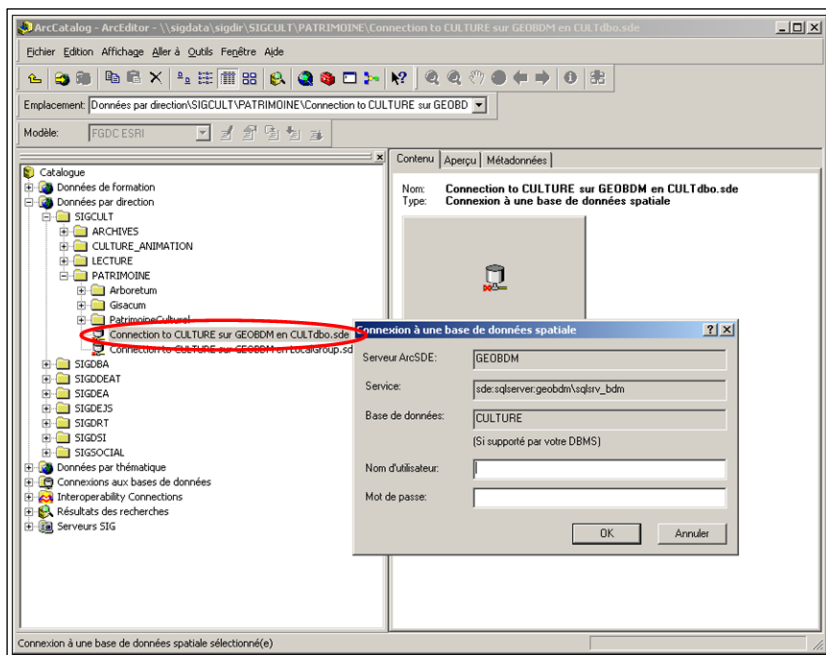 ArcCatalog - ArcEditor - \\sigdata\sigdir\SIGCULT\PATRIMOINE\Connection to CULTURE sur GEOBDM en CULTdbo.sde
Fichier Edition Affichage Aller à Outils Fenêtre Aide
Emplacement: Données par direction\SIGCULT\PATRIMOINE\Connection to CULTURE sur GEOBD
Modèle: FGDC ESRI
Catalogue
Données de formation
Données par direction
SIGCULT
ARCHIVES
CULTURE_ANIMATION
LECTURE
PATRIMOINE
Arboretum
Gisacum
PatrimoineCulturel
Connection to CULTURE sur GEOBDM en CULTdbo.sde
Connection to CULTURE sur GEOBDM en LocalGroup.sd
SIGDBA
SIGDDEAT
SIGDEA
SIGDEJS
SIGDRT
SIGDSI
SIGSOCIAL
Données par thématique
Connexions aux bases de données
Interoperability Connections
Résultats des recherches
Serveurs SIG
Contenu Aperçu Métadonnées
Nom: Connection to CULTURE sur GEOBDM en CULTdbo.sde
Type: Connexion à une base de données spatiale
Connexion à une base de données spatiale
Serveur ArcSDE: GEOBDM
Service: sde:sqlserver:geobdm\sqlsrv_bdm
Base de données: CULTURE
(Si supporté par votre DBMS)
Nom d'utilisateur:
Mot de passe:
OK Annuler
Connexion à une base de données spatiale sélectionné(e)